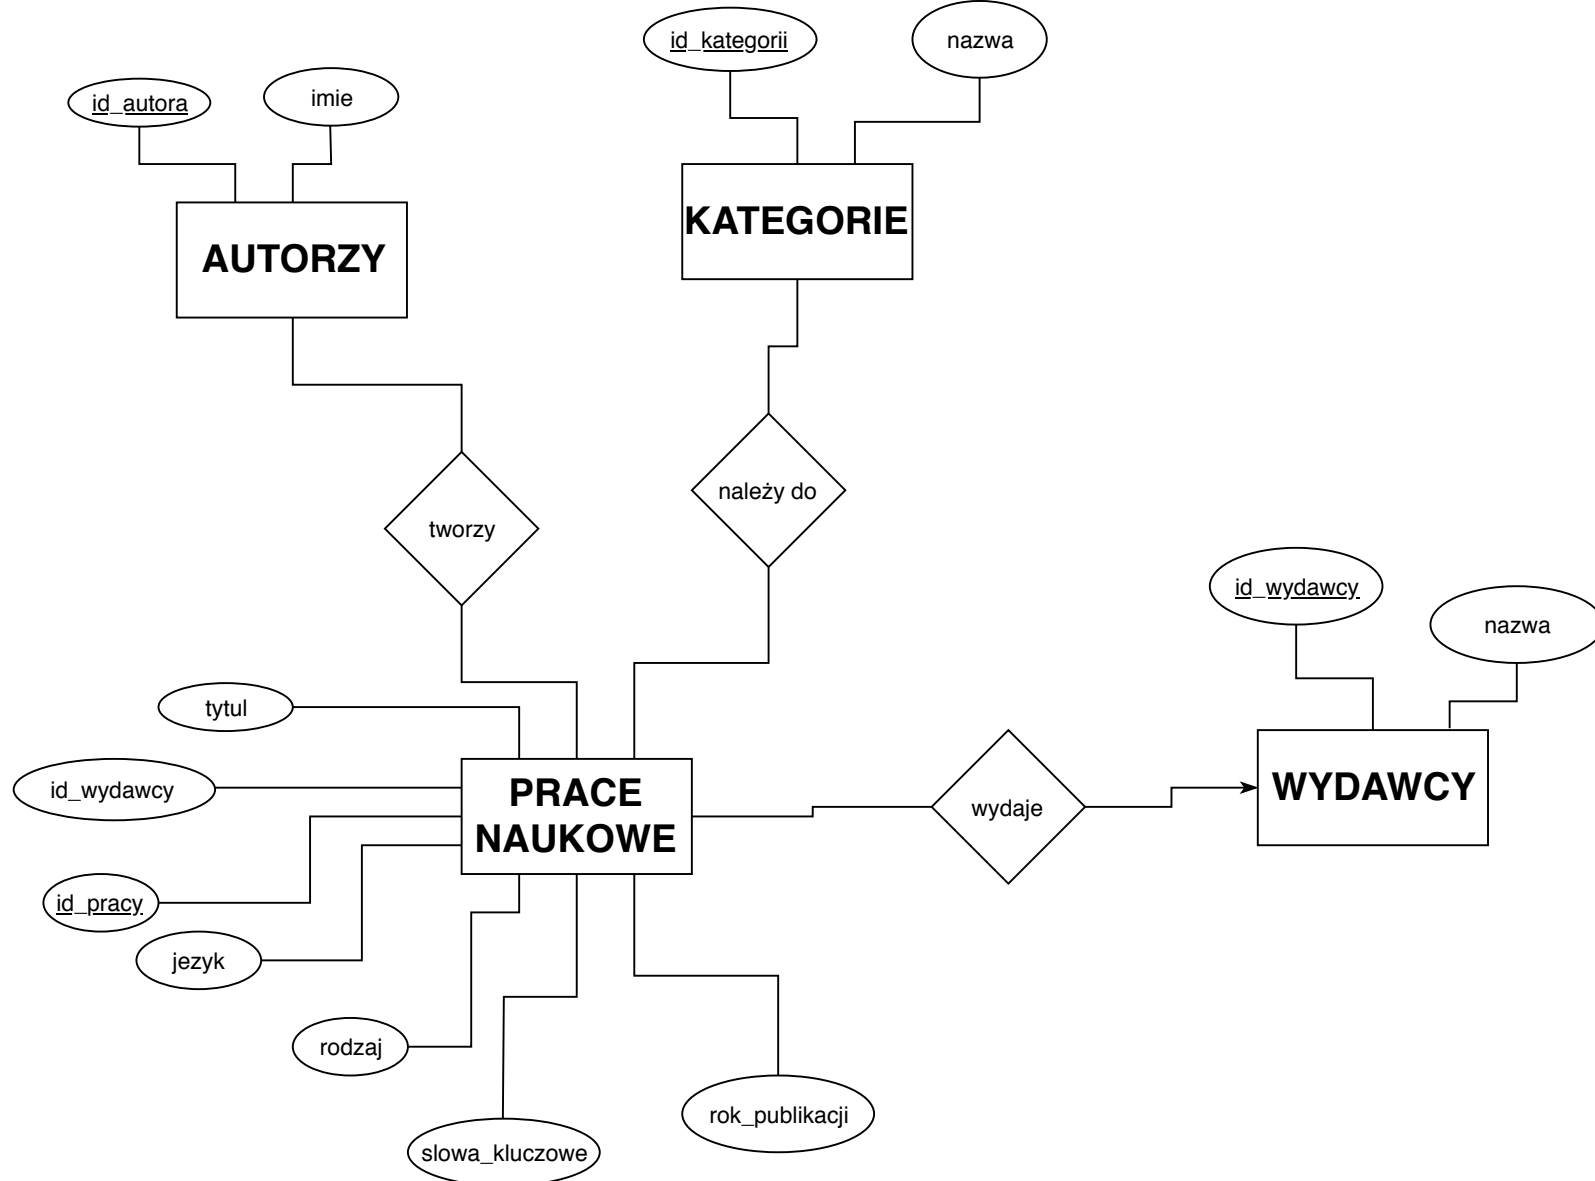 id_kategorii
nazwa
id_autora
imie
KATEGORIE
AUTORZY
należy do
tworzy
id_wydawcy
nazwa
tytul
id_wydawcy
PRACE
NAUKOWE
wydaje
WYDAWCY
id_pracy
jezyk
rodzaj
rok_publikacji
slowa_kluczowe